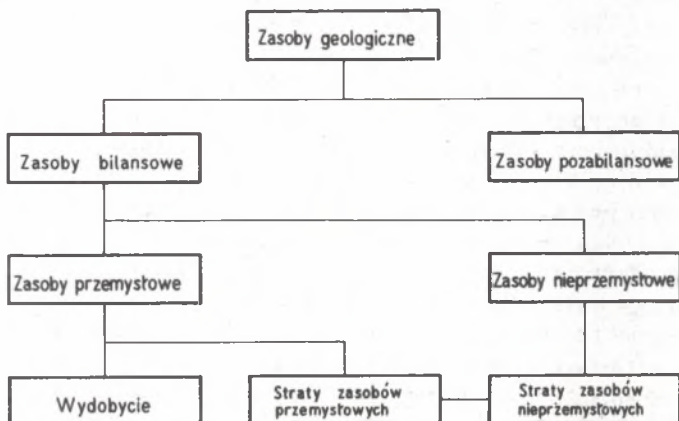 Zasoby geologiczne
Zasoby bilansowe
Zasoby pozabilansowe
Zasoby przemysłowe
Zasoby nieprzemysłowe
Wydobycie
Straty zasobów
przemysłowych
Straty zasobów
nieprzemysłowych